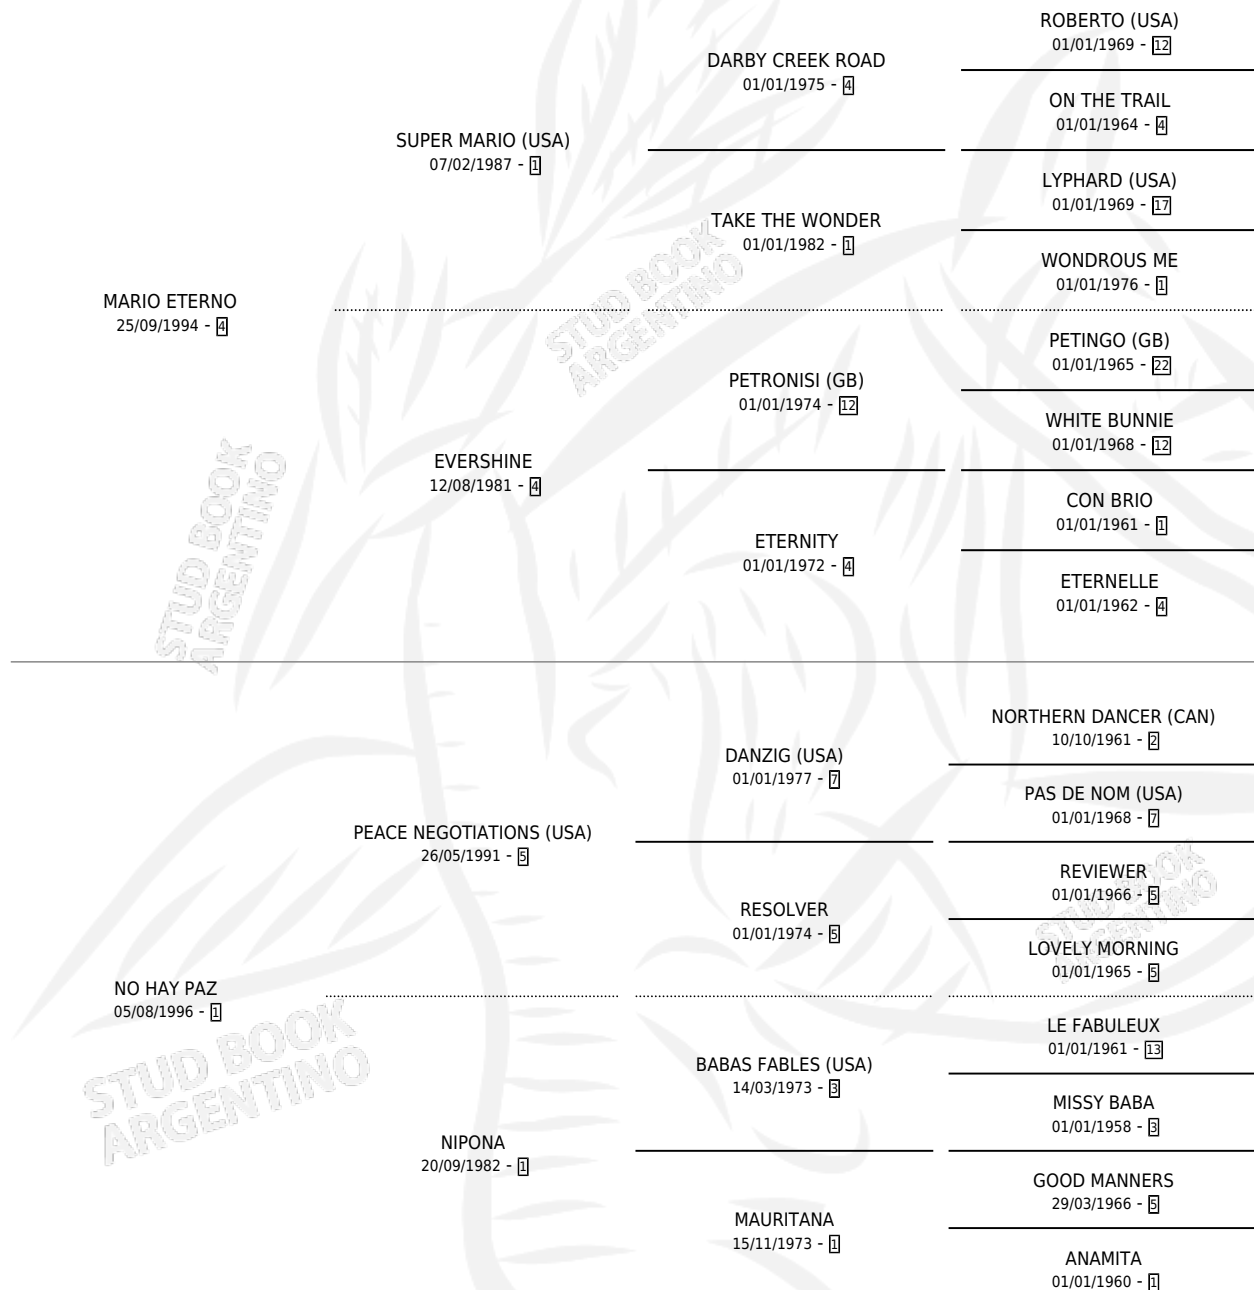 ROBERTO (USA)
01/01/1969 - 12
DARBY CREEK ROAD
01/01/1975 - 4
ON THE TRAIL
01/01/1964 - 4
SUPER MARIO (USA)
07/02/1987 - 1
LYPHARD (USA)
01/01/1969 - 17
TAKE THE WONDER
01/01/1982 - 1
WONDROUS ME
01/01/1976 - 1
MARIO ETERNO
25/09/1994 - 4
STUD BOOK
ARGENTINO
PETINGO (GB)
01/01/1965 - 22
PETRONISI (GB)
01/01/1974 - 12
WHITE BUNNIE
01/01/1968 - 12
EVERSHINE
12/08/1981 - 4
CON BRIO
01/01/1961 - 1
ETERNITY
01/01/1972 - 4
ETERNELLE
01/01/1962 - 4
STUD BOOK
ARGENTINO
NORTHERN DANCER (CAN)
10/10/1961 - 2
DANZIG (USA)
01/01/1977 - 7
PAS DE NOM (USA)
01/01/1968 - 7
PEACE NEGOTIATIONS (USA)
26/05/1991 - 5
REVIEWER
01/01/1966 - 5
RESOLVER
01/01/1974 - 5
LOVELY MORNING
01/01/1965 - 5
STUD BOOK
ARGENTINO
NO HAY PAZ
05/08/1996 - 1
LE FABULEUX
01/01/1961 - 13
BABAS FABLES (USA)
14/03/1973 - 3
MISSY BABA
01/01/1958 - 3
STUD BOOK
ARGENTINO
NIPONA
20/09/1982 - 1
GOOD MANNERS
29/03/1966 - 5
MAURITANA
15/11/1973 - 1
ANAMITA
01/01/1960 - 1